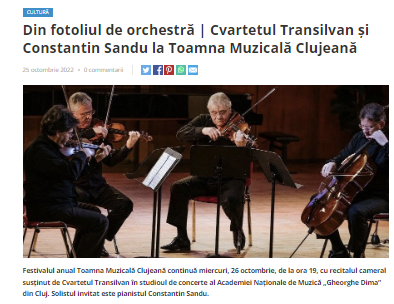 CULTURĂ
Din fotoliul de orchestră | Cvartetul Transilvan și
Constantin Sandu la Toamna Muzicală Clujeană
25 octombrie 2022 • 0 comentarii
Festivalul anual Toamna Muzicală Clujeană continuă miercuri, 26 octombrie, de la ora 19, cu recitalul cameral
susținut de Cvartetul Transilvan în studioul de concerte al Academiei Naționale de Muzică „Gheorghe Dima”
din Cluj. Solistul invitat este pianistul Constantin Sandu.